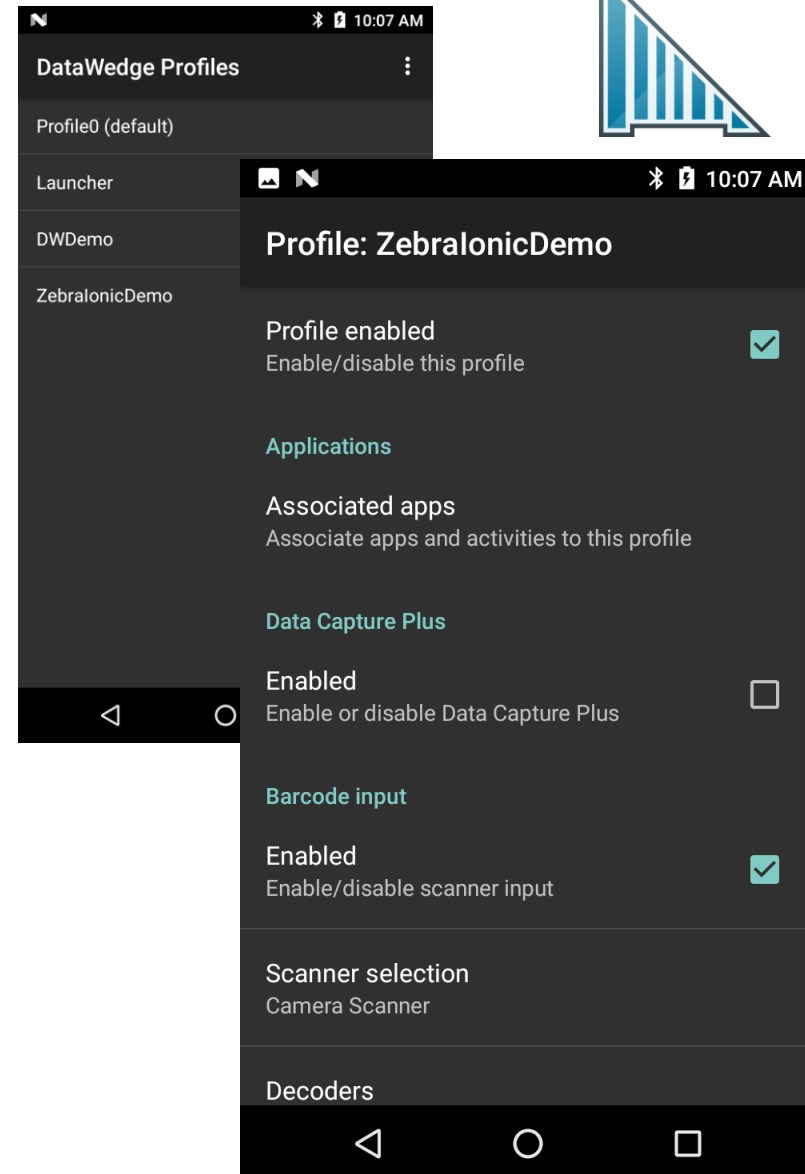 10:07 AM
DataWedge Profiles
Profile0 (default)
Launcher
DWDemo
ZebraIonicDemo
10:07 AM
Profile: ZebraIonicDemo
Profile enabled
Enable/disable this profile
Applications
Associated apps
Associate apps and activities to this profile
Data Capture Plus
Enabled
Enable or disable Data Capture Plus
Barcode input
Enabled
Enable/disable scanner input
Scanner selection
Camera Scanner
Decoders